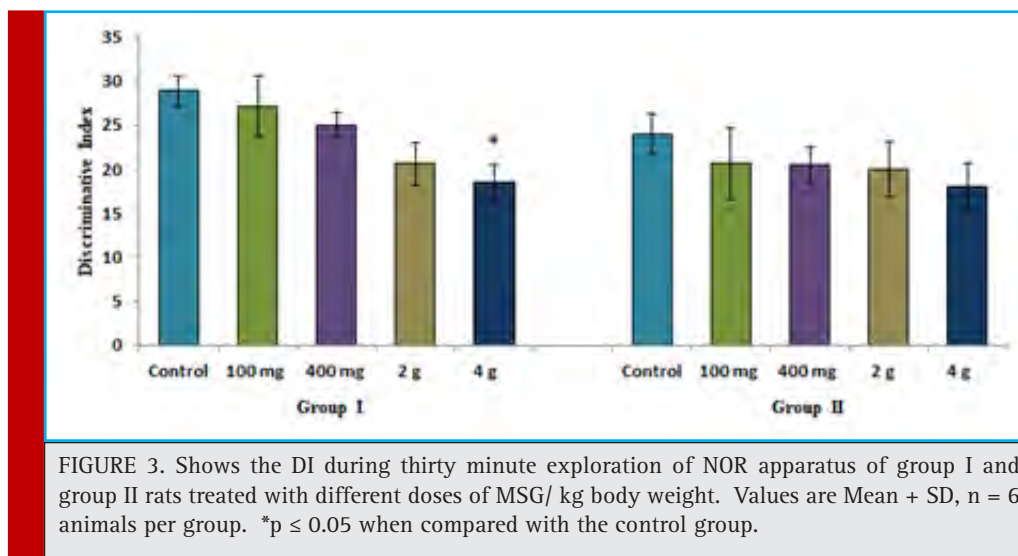 35
30
25
20
15
10
5
0
Discriminative Index
*
Control 100 mg 400 mg 2 g 4 g Control 100 mg 400 mg 2 g 4 g
Group I Group II
FIGURE 3. Shows the DI during thirty minute exploration of NOR apparatus of group I and
group II rats treated with different doses of MSG/ kg body weight. Values are Mean + SD, n = 6
animals per group. *p ≤ 0.05 when compared with the control group.